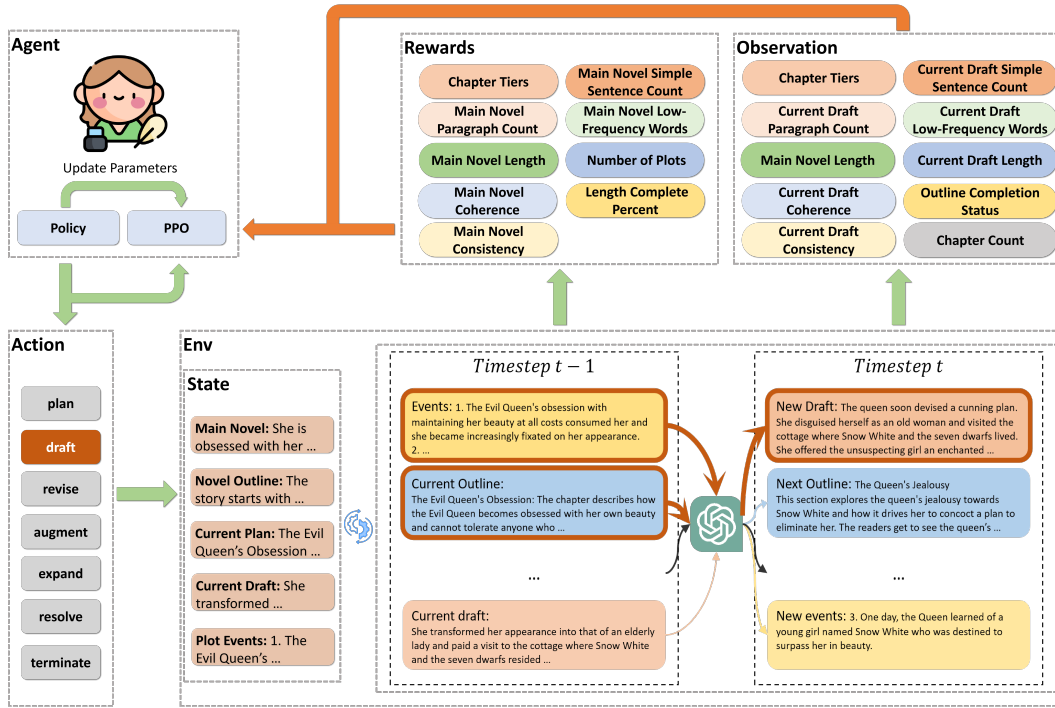 Agent
Update Parameters
Policy
PPO
Rewards
Chapter Tiers
Main Novel Simple
Sentence Count
Main Novel
Paragraph Count
Main Novel Low-
Frequency Words
Main Novel Length
Number of Plots
Main Novel
Coherence
Length Complete
Percent
Main Novel
Consistency
Observation
Chapter Tiers
Current Draft Simple
Sentence Count
Current Draft
Paragraph Count
Current Draft
Low-Frequency Words
Main Novel Length
Current Draft Length
Current Draft
Coherence
Outline Completion
Status
Current Draft
Consistency
Chapter Count
Action
plan
draft
revise
augment
expand
resolve
terminate
Env
State
Main Novel: She is
obsessed with her ...
Novel Outline: The
story starts with ...
Current Plan: The Evil
Queen's Obsession ...
Current Draft: She
transformed ...
Plot Events: 1. The
Evil Queen's ...
Timestep t − 1
Events: 1. The Evil Queen's obsession with
maintaining her beauty at all costs consumed her and
she became increasingly fixated on her appearance.
2. ...
Current Outline:
The Evil Queen's Obsession: The chapter describes how
the Evil Queen becomes obsessed with her own beauty
and cannot tolerate anyone who ...
...
Current draft:
She transformed her appearance into that of an elderly
lady and paid a visit to the cottage where Snow White
and the seven dwarfs resided ...
Timestep t
New Draft: The queen soon devised a cunning plan.
She disguised herself as an old woman and visited the
cottage where Snow White and the seven dwarfs lived.
She offered the unsuspecting girl an enchanted ...
Next Outline: The Queen's Jealousy
This section explores the queen's jealousy towards
Snow White and how it drives her to concoct a plan to
eliminate her. The readers get to see the queen's ...
...
New events: 3. One day, the Queen learned of a
young girl named Snow White who was destined to
surpass her in beauty.